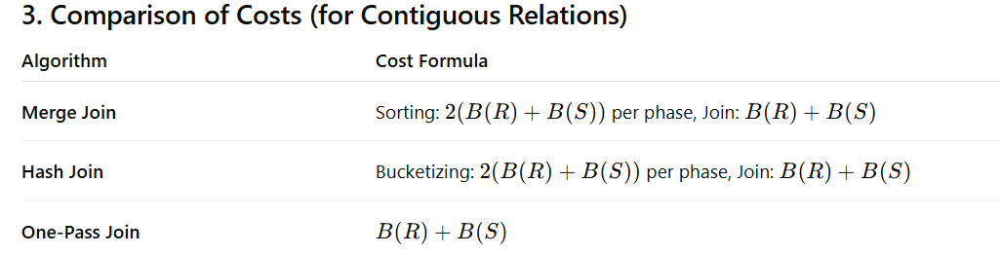 3. Comparison of Costs (for Contiguous Relations)
Algorithm Cost Formula
Merge Join Sorting: 2(B(R) + B(S)) per phase, Join: B(R) + B(S)
Hash Join Bucketizing: 2(B(R) + B(S)) per phase, Join: B(R) + B(S)
One-Pass Join B(R) + B(S)